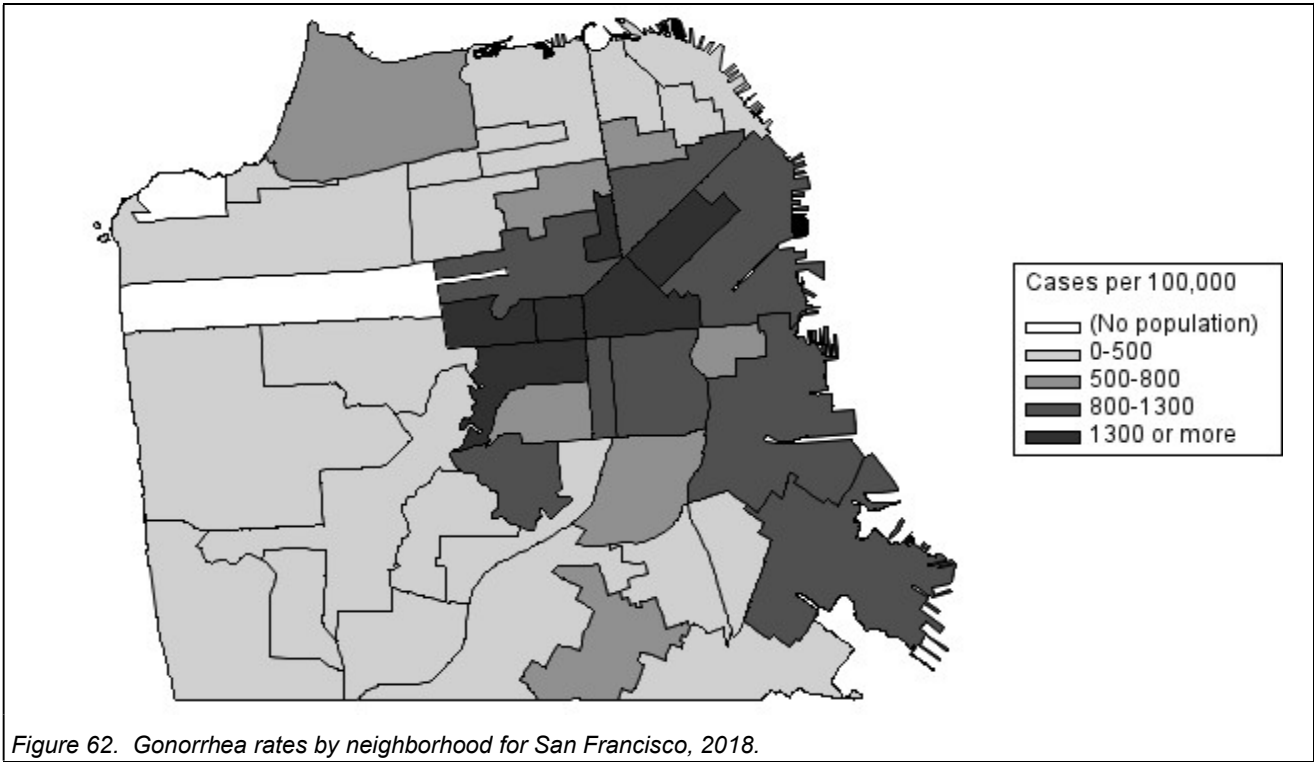 Cases per 100,000
(No population)
0-500
500-800
800-1300
1300 or more
Figure 62. Gonorrhea rates by neighborhood for San Francisco, 2018.